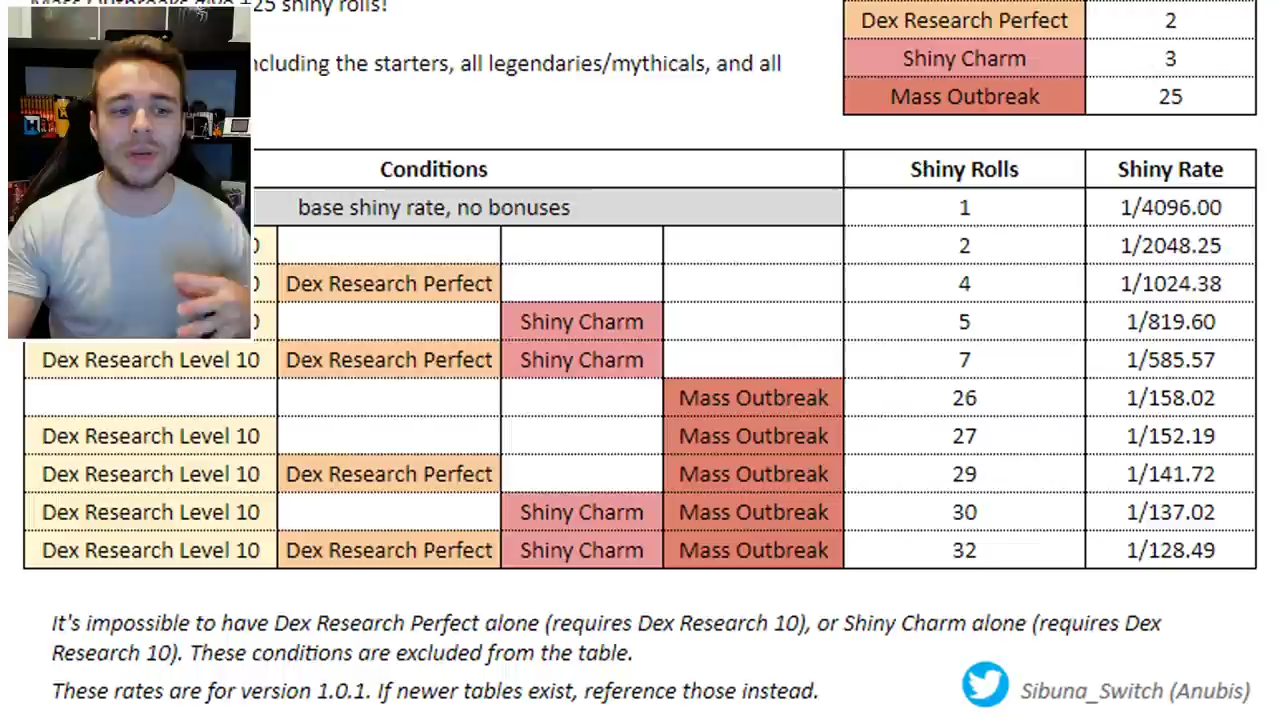 25 shiny rolls!
ncluding the starters, all legendaries/mythicals, and all
Dex Research Perfect 2
Shiny Charm 3
Mass Outbreak 25
Conditions Shiny Rolls Shiny Rate
base shiny rate, no bonuses 1 1/4096.00
0 2 1/2048.25
0 Dex Research Perfect 4 1/1024.38
0 Shiny Charm 5 1/819.60
Dex Research Level 10 Dex Research Perfect Shiny Charm 7 1/585.57
Mass Outbreak 26 1/158.02
Dex Research Level 10 Mass Outbreak 27 1/152.19
Dex Research Level 10 Dex Research Perfect Mass Outbreak 29 1/141.72
Dex Research Level 10 Shiny Charm Mass Outbreak 30 1/137.02
Dex Research Level 10 Dex Research Perfect Shiny Charm Mass Outbreak 32 1/128.49
It's impossible to have Dex Research Perfect alone (requires Dex Research 10), or Shiny Charm alone (requires Dex
Research 10). These conditions are excluded from the table.
These rates are for version 1.0.1. If newer tables exist, reference those instead.
Sibuna_Switch (Anubis)